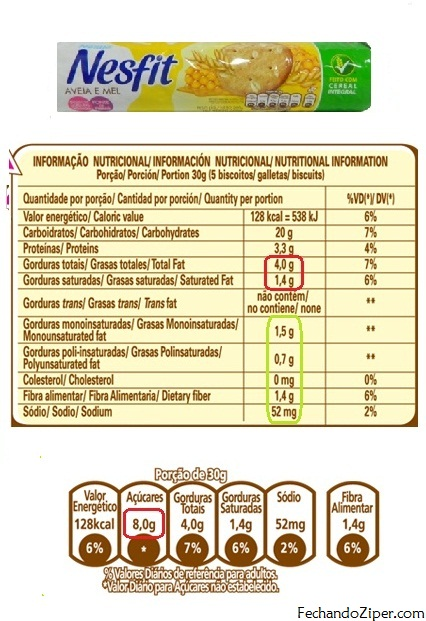 Nesfit
AVEIA E MEL
FEITO COM
CEREAL
INTEGRAL
INFORMAÇÃO NUTRICIONAL/ INFORMACIÓN NUTRICIONAL/ NUTRITIONAL INFORMATION
Porção/ Porción/ Portion 30g (5 biscoitos/ galletas/ biscuits)
Quantidade por porção/ Cantidad por porción/ Quantity per portion %VD(*)/ DV(*)
Valor energético/ Caloric value 128 kcal = 538 kJ 6%
Carboidratos/ Carbohidratos/ Carbohydrates 20 g 7%
Proteínas/ Proteins 3,3 g 4%
Gorduras totais/ Grasas totales/ Total Fat 4,0 g 7%
Gorduras saturadas/ Grasas saturadas/ Saturated Fat 1,4 g 6%
Gorduras trans/ Grasas trans/ Trans fat não contém/ no contiene/ none **
Gorduras monoinsaturadas/ Grasas Monoinsaturadas/
Monounsaturated fat 1,5 g **
Gorduras poli-insaturadas/ Grasas Polinsaturadas/
Polyunsaturated fat 0,7 g **
Colesterol/ Cholesterol 0 mg 0%
Fibra alimentar/ Fibra Alimentaria/ Dietary fiber 1,4 g 6%
Sódio/ Sodio/ Sodium 52 mg 2%
Porção de 30g
Valor Energético 128kcal 6%
Açúcares 8,0g *
Gorduras Totais 4,0g 7%
Gorduras Saturadas 1,4g 6%
Sódio 52mg 2%
Fibra Alimentar 1,4g 6%
% Valores Diários de referência para adultos.
*Valor Diário para Açúcares não estabelecido.
FechandoZiper.com